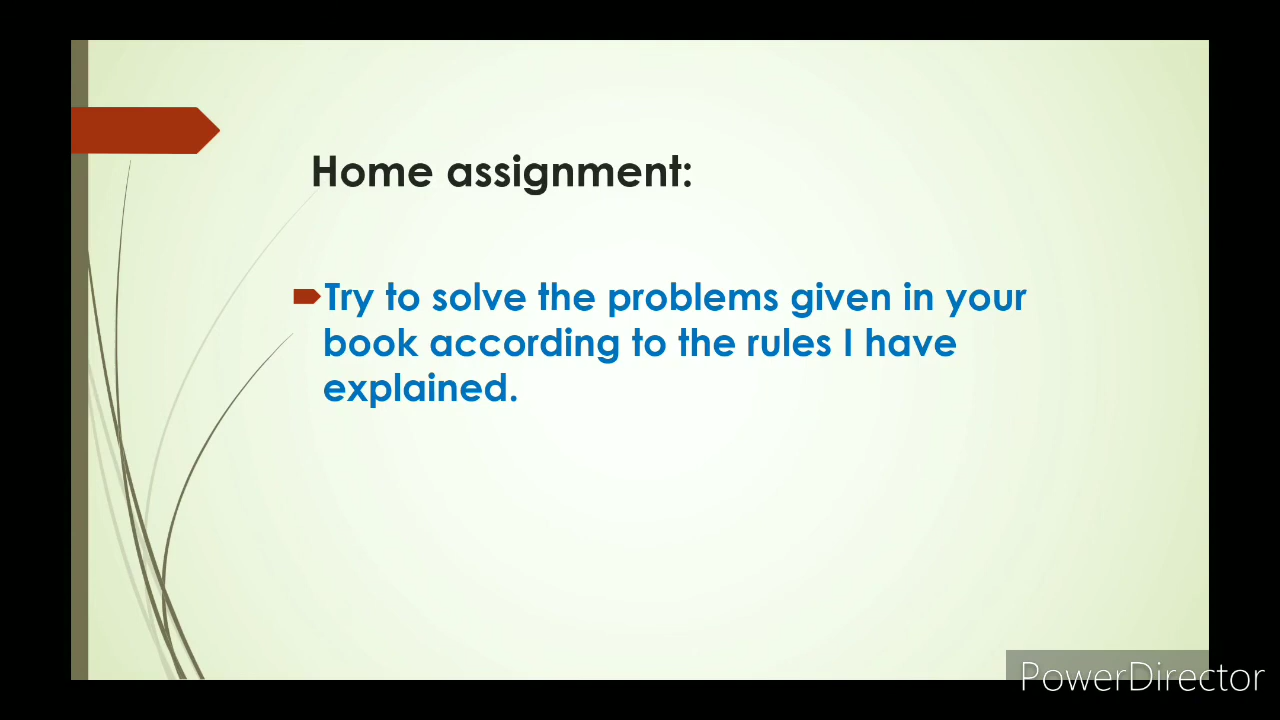 Home assignment:
Try to solve the problems given in your
book according to the rules I have
explained.
PowerDirector